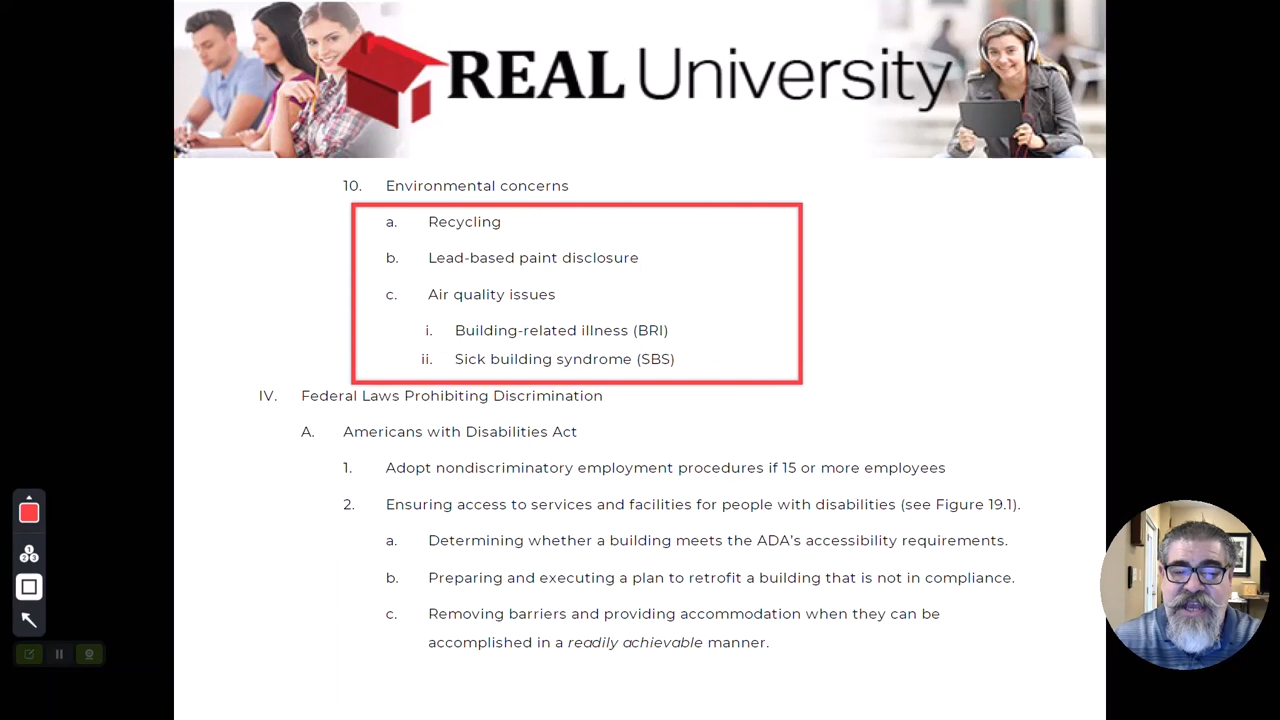 REAL University
10. Environmental concerns
a. Recycling
b. Lead-based paint disclosure
c. Air quality issues
i. Building-related illness (BRI)
ii. Sick building syndrome (SBS)
IV. Federal Laws Prohibiting Discrimination
A. Americans with Disabilities Act
1. Adopt nondiscriminatory employment procedures if 15 or more employees
2. Ensuring access to services and facilities for people with disabilities (see Figure 19.1).
a. Determining whether a building meets the ADA's accessibility requirements.
b. Preparing and executing a plan to retrofit a building that is not in compliance.
c. Removing barriers and providing accommodation when they can be
accomplished in a readily achievable manner.